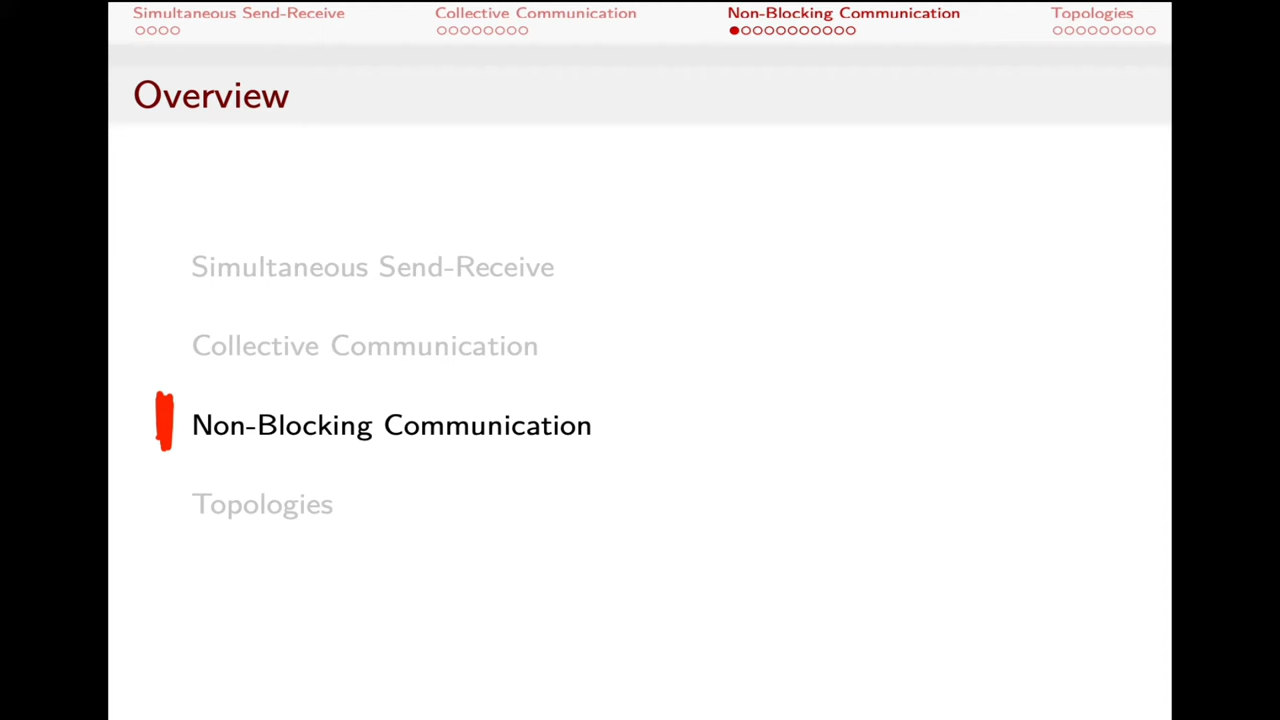 Simultaneous Send-Receive
Collective Communication
Non-Blocking Communication
Topologies
Overview
Simultaneous Send-Receive
Collective Communication
Non-Blocking Communication
Topologies